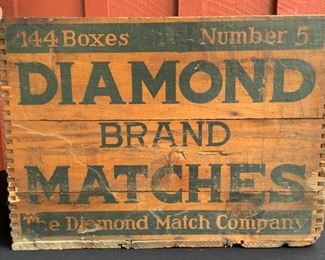 144 Boxes Number 5
DIAMOND
BRAND
MATCHES
The Diamond Match Company